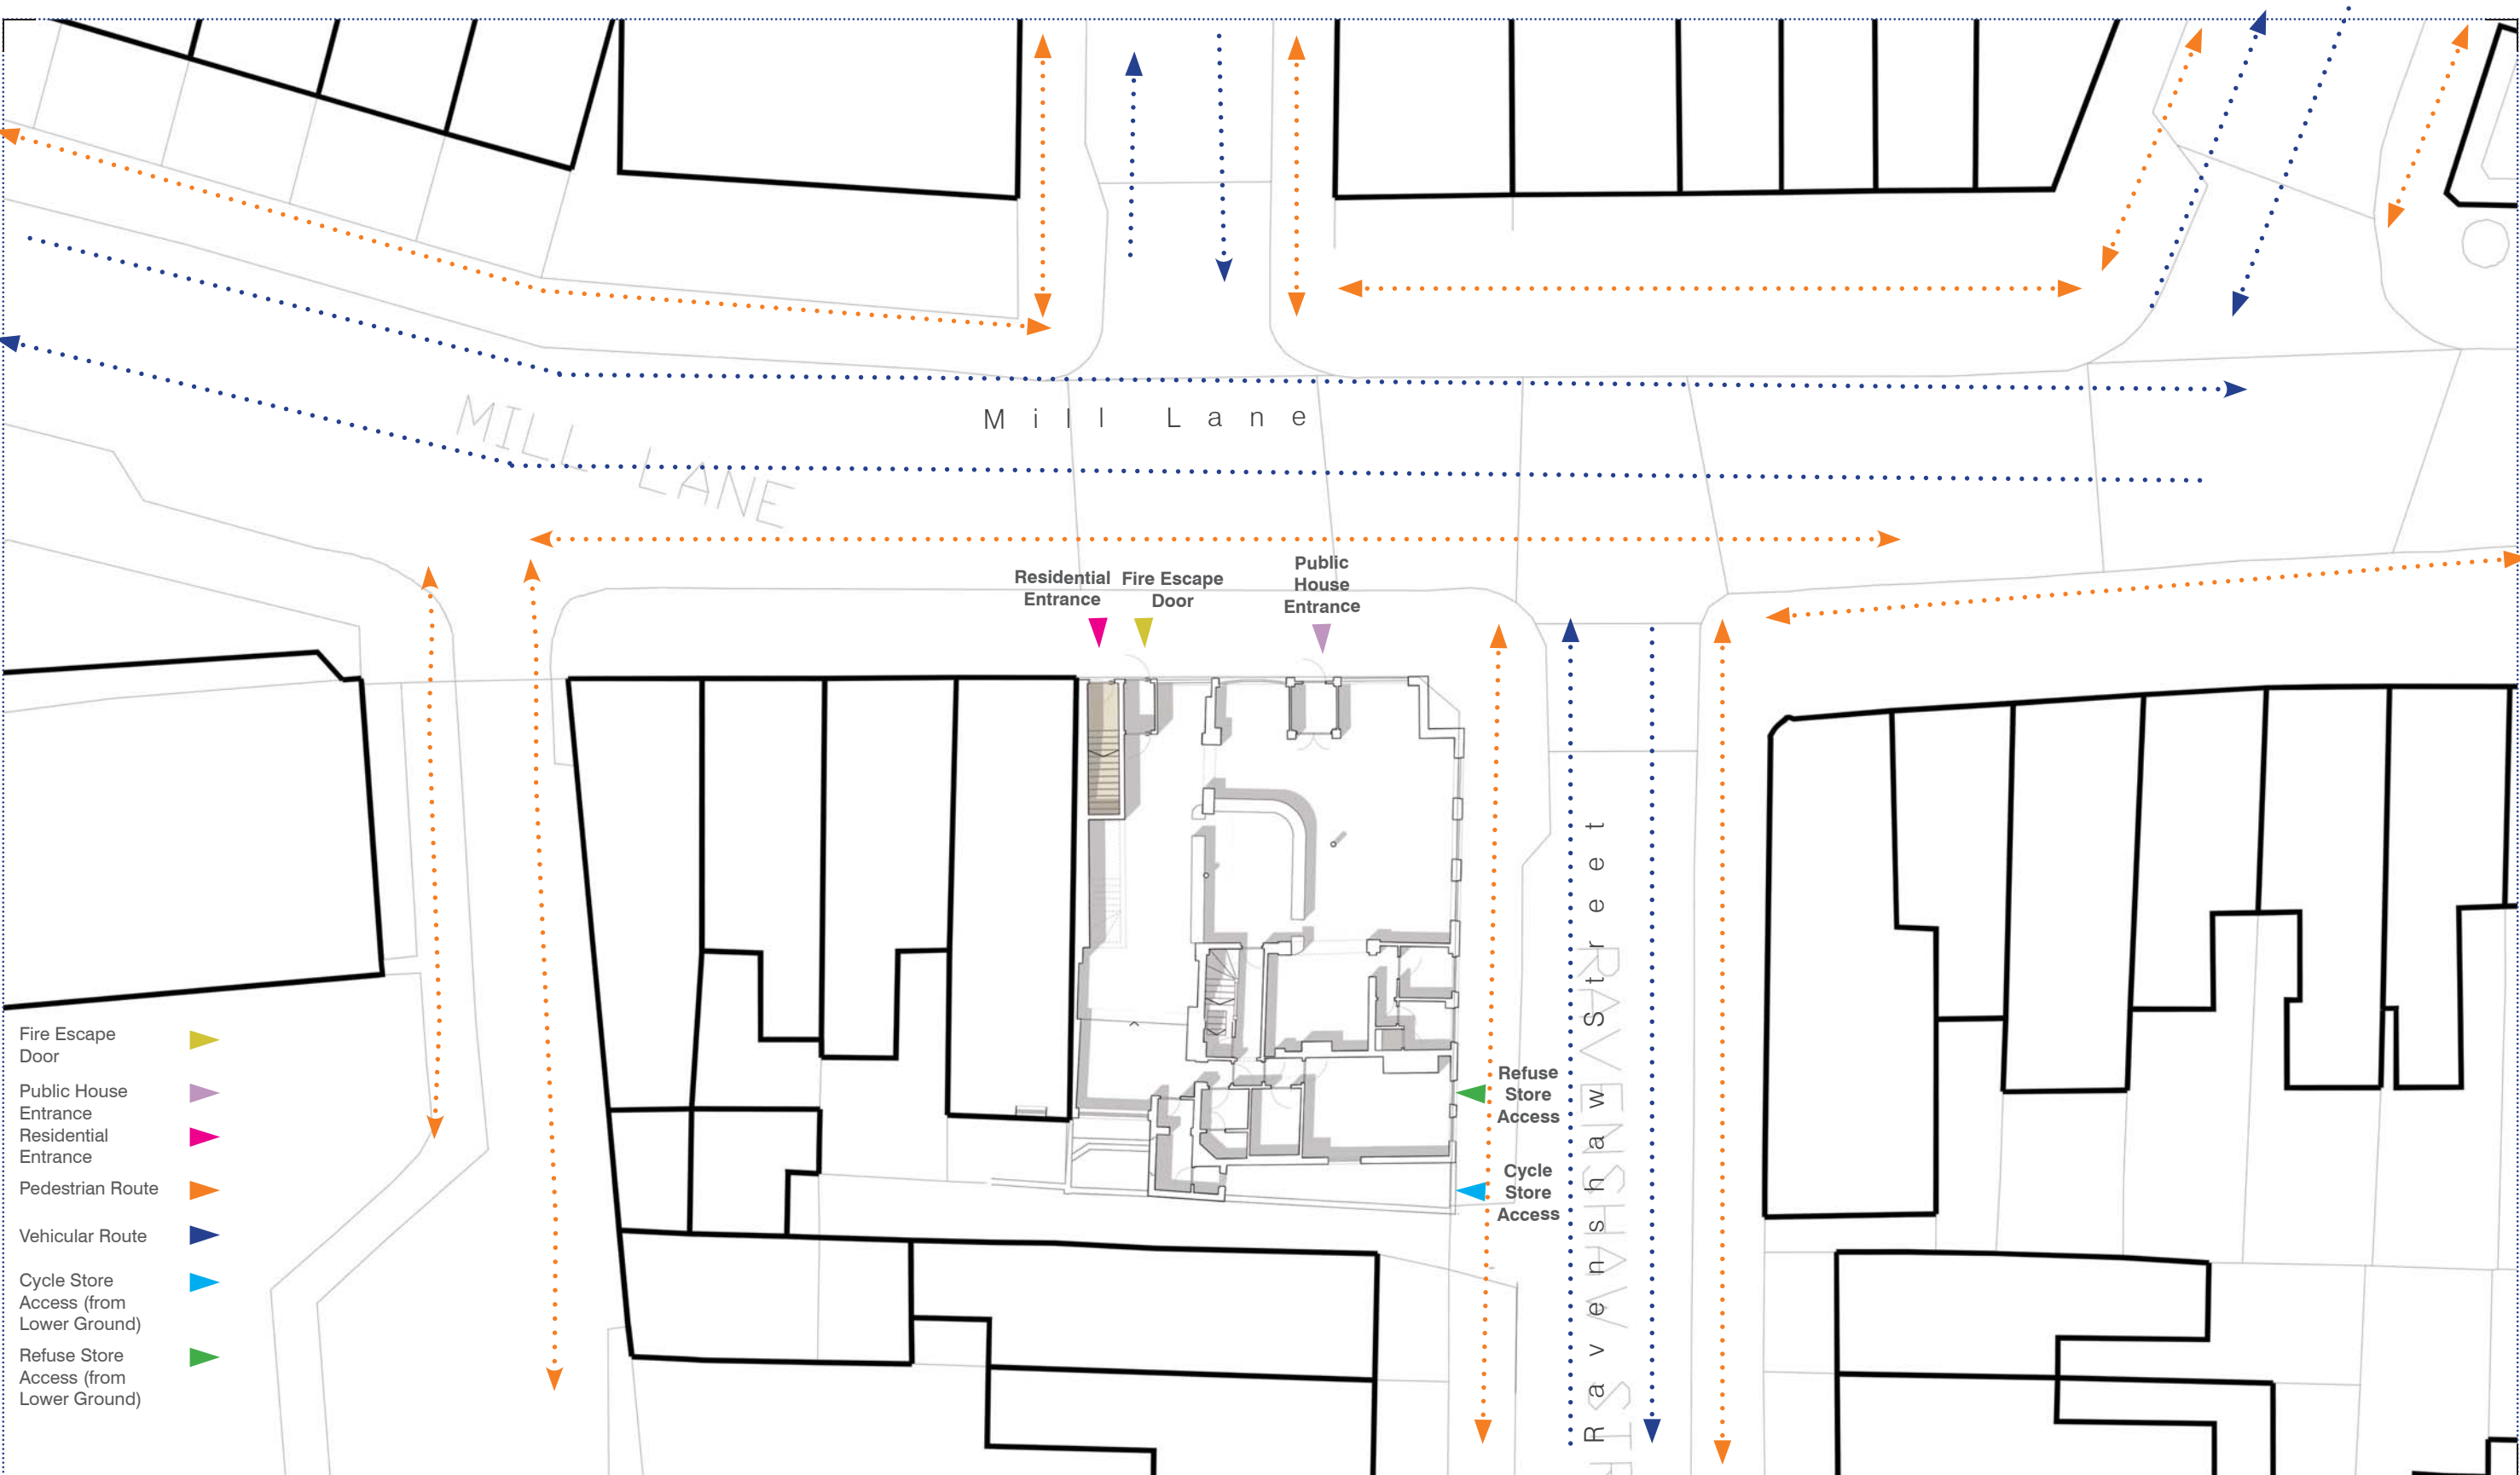 Mill Lane
MILL LANE
Residential
Entrance
Fire Escape
Door
Public
House
Entrance
Ravenshaw Street
RAVENSHAW STR
Refuse
Store
Access
Cycle
Store
Access
Fire Escape
Door
Public House
Entrance
Residential
Entrance
Pedestrian Route
Vehicular Route
Cycle Store
Access (from
Lower Ground)
Refuse Store
Access (from
Lower Ground)